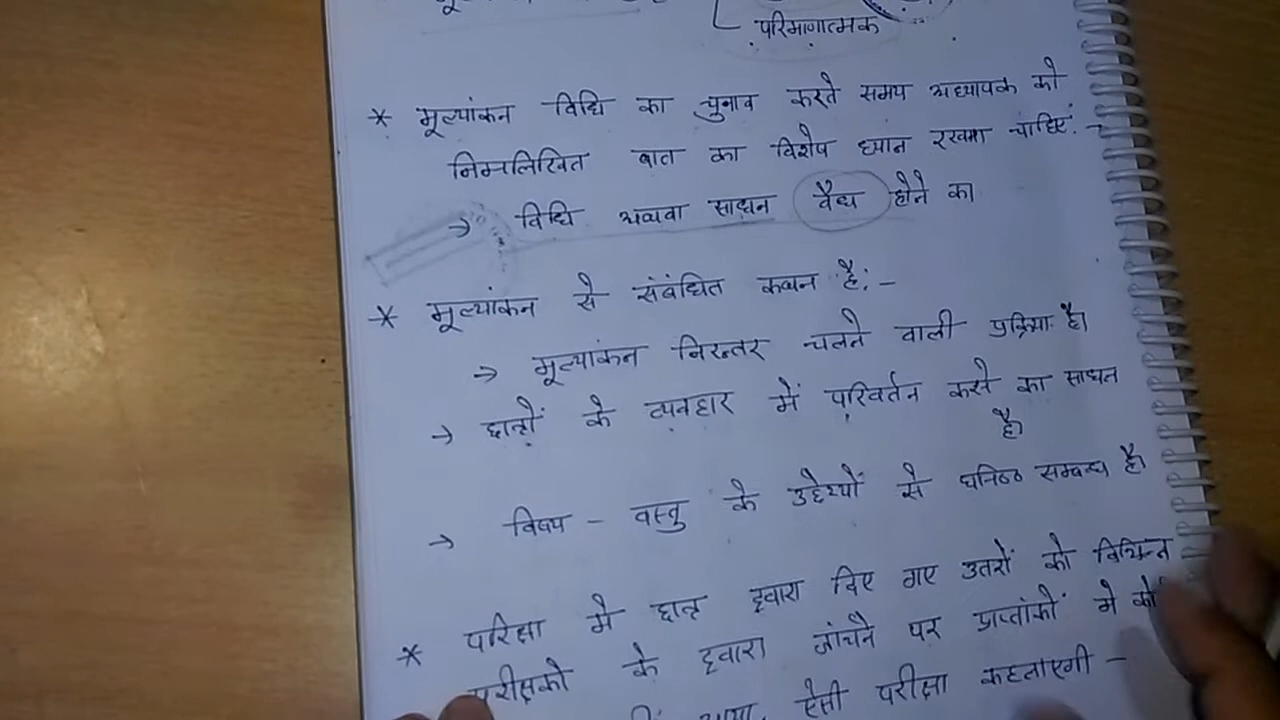 परिमाणात्मक
* मूल्यांकन विधि का चुनाव करते समय अध्यापक को
निम्नलिखित बात का विशेष ध्यान रखना चाहिएं. -
→ विधि अथवा साधन वैध होने का
* मूल्यांकन से संबंधित कथन है: -
→ मूल्यांकन निरन्तर चलने वाली प्रक्रिया है।
→ छात्रों के व्यवहार में परिवर्तन करने का साधन
है।
→ विषय - वस्तु के उद्देश्यों से घनिष्ठ सम्बन्ध है।
* परिक्षा मे छात्र द्वारा दिए गए उतरों को विभिन्न
परीक्षको के द्वारा जांचने पर प्राप्तांकों मे
ऐसी परीक्षा कहलाएगी -